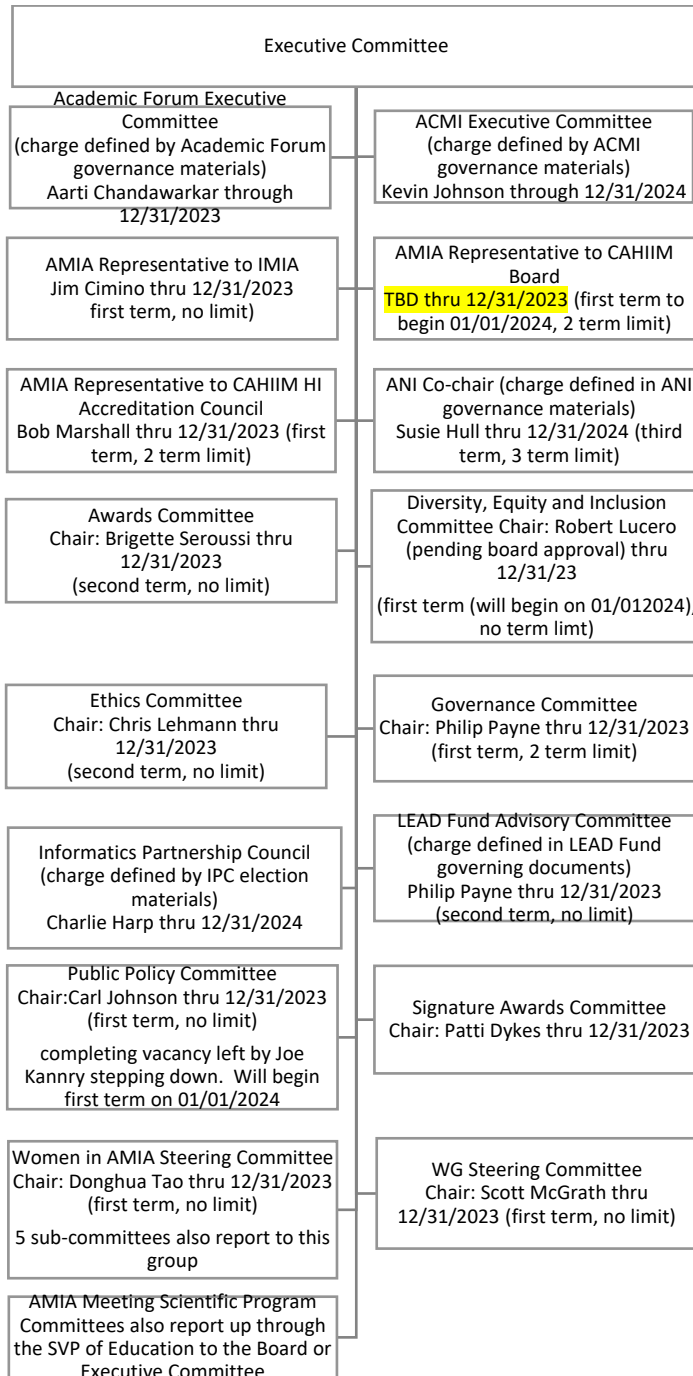 Executive Committee
Academic Forum Executive
Committee
(charge defined by Academic Forum
governance materials)
Aarti Chandawarkar through
12/31/2023
ACMI Executive Committee
(charge defined by ACMI
governance materials)
Kevin Johnson through 12/31/2024
AMIA Representative to IMIA
Jim Cimino thru 12/31/2023
first term, no limit)
AMIA Representative to CAHIIM
Board
TBD thru 12/31/2023 (first term to
begin 01/01/2024, 2 term limit)
AMIA Representative to CAHIIM HI
Accreditation Council
Bob Marshall thru 12/31/2023 (first
term, 2 term limit)
ANI Co-chair (charge defined in ANI
governance materials)
Susie Hull thru 12/31/2024 (third
term, 3 term limit)
Awards Committee
Chair: Brigette Seroussi thru
12/31/2023
(second term, no limit)
Diversity, Equity and Inclusion
Committee Chair: Robert Lucero
(pending board approval) thru
12/31/23
(first term (will begin on 01/012024),
no term limt)
Ethics Committee
Chair: Chris Lehmann thru
12/31/2023
(second term, no limit)
Governance Committee
Chair: Philip Payne thru 12/31/2023
(first term, 2 term limit)
Informatics Partnership Council
(charge defined by IPC election
materials)
Charlie Harp thru 12/31/2024
LEAD Fund Advisory Committee
(charge defined in LEAD Fund
governing documents)
Philip Payne thru 12/31/2023
(second term, no limit)
Public Policy Committee
Chair:Carl Johnson thru 12/31/2023
(first term, no limit)
completing vacancy left by Joe
Kannry stepping down.  Will begin
first term on 01/01/2024
Signature Awards Committee
Chair: Patti Dykes thru 12/31/2023
Women in AMIA Steering Committee
Chair: Donghua Tao thru 12/31/2023
(first term, no limit)
5 sub-committees also report to this
group
WG Steering Committee
Chair: Scott McGrath thru
12/31/2023 (first term, no limit)
AMIA Meeting Scientific Program
Committees also report up through
the SVP of Education to the Board or
Executive Committee